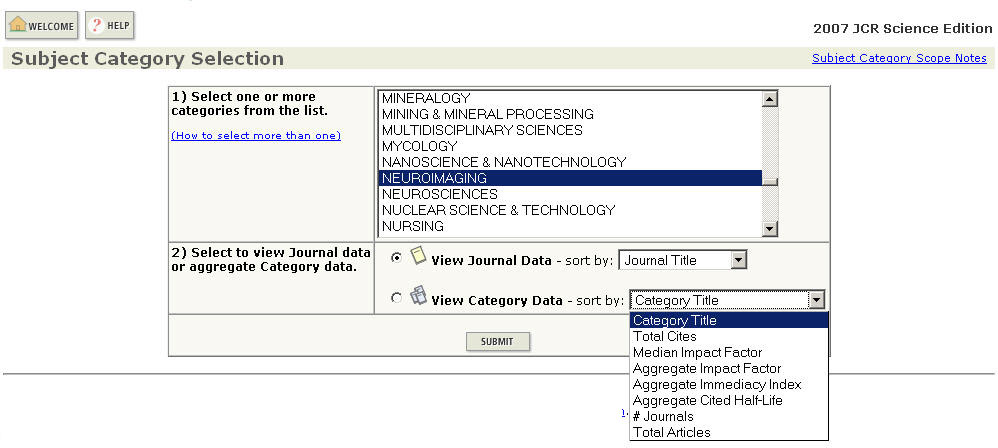 WELCOME
? HELP
2007 JCR Science Edition
Subject Category Selection
Subject Category Scope Notes
1) Select one or more
categories from the list.
(How to select more than one)
MINERALOGY
MINING & MINERAL PROCESSING
MULTIDISCIPLINARY SCIENCES
MYCOLOGY
NANOSCIENCE & NANOTECHNOLOGY
NEUROIMAGING
NEUROSCIENCES
NUCLEAR SCIENCE & TECHNOLOGY
NURSING
2) Select to view Journal data
or aggregate Category data.
View Journal Data - sort by: Journal Title
View Category Data - sort by: Category Title
Category Title
Total Cites
Median Impact Factor
Aggregate Impact Factor
Aggregate Immediacy Index
Aggregate Cited Half-Life
# Journals
Total Articles
SUBMIT